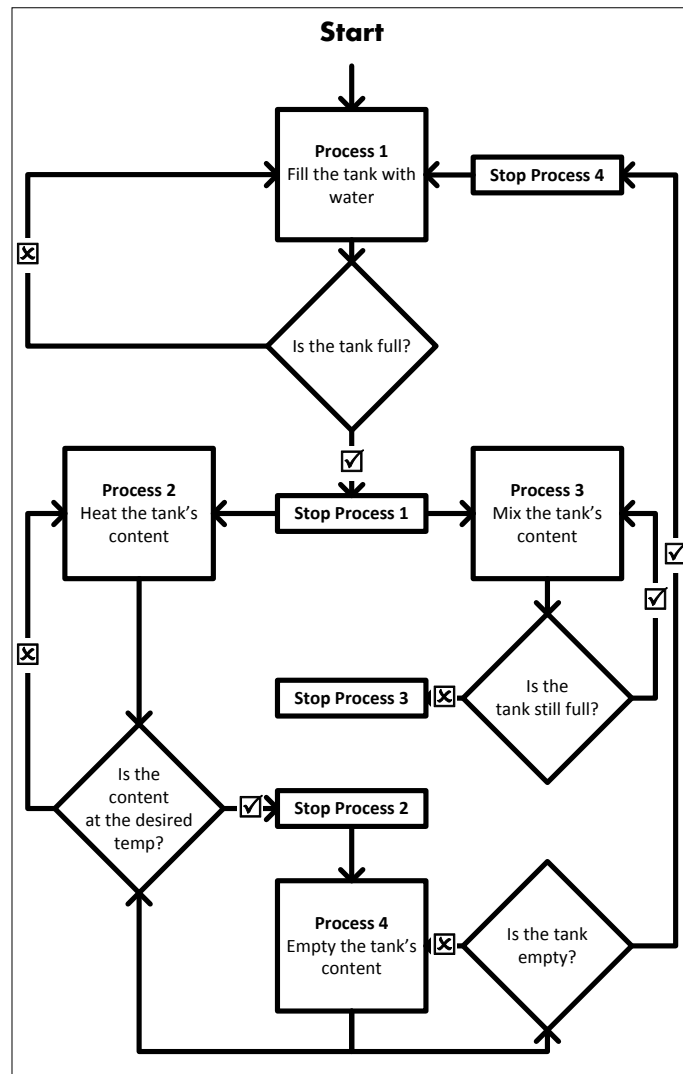 Start
Process 1
Fill the tank with
water
Stop Process 4
Is the tank full?
Process 2
Heat the tank's
content
Stop Process 1
Process 3
Mix the tank's
content
Stop Process 3
Is the
tank still full?
Is the
content
at the desired
temp?
Stop Process 2
Process 4
Empty the tank's
content
Is the tank
empty?